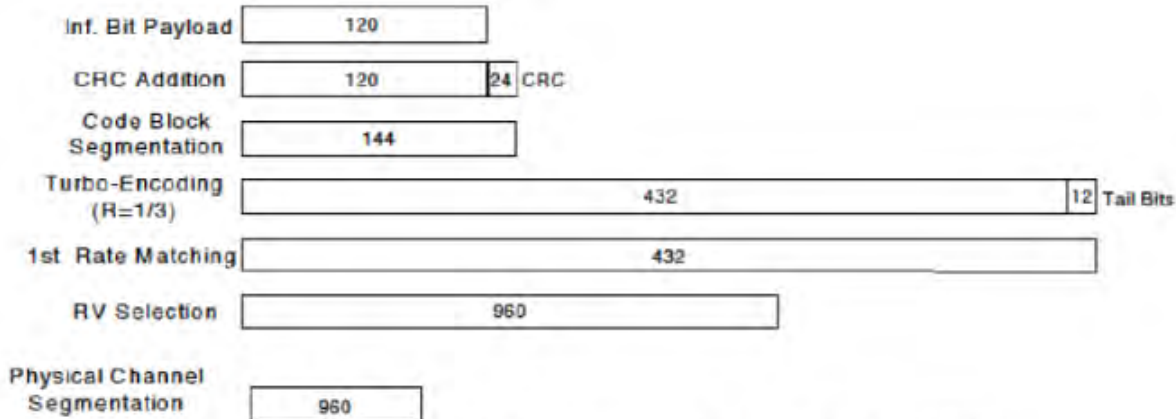 Inf. Bit Payload 120
CRC Addition 120 24 CRC
Code Block
Segmentation 144
Turbo-Encoding
(R=1/3) 432 12 Tail Bits
1st Rate Matching 432
RV Selection 960
Physical Channel
Segmentation 960